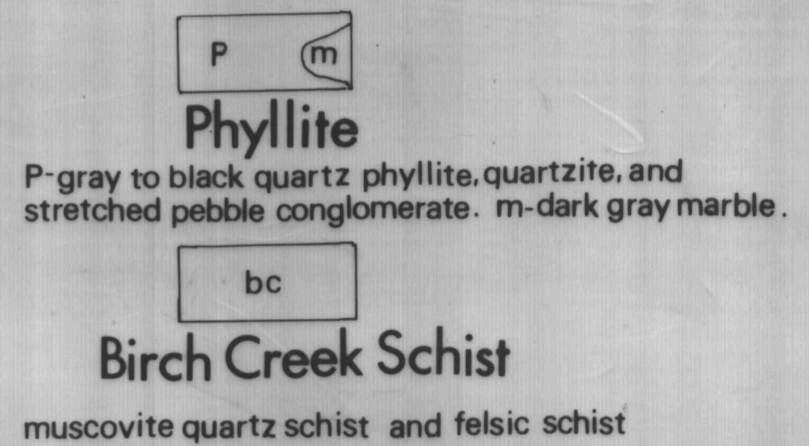 P m
Phyllite
P-gray to black quartz phyllite, quartzite, and
stretched pebble conglomerate. m-dark gray marble.
bc
Birch Creek Schist
muscovite quartz schist and felsic schist